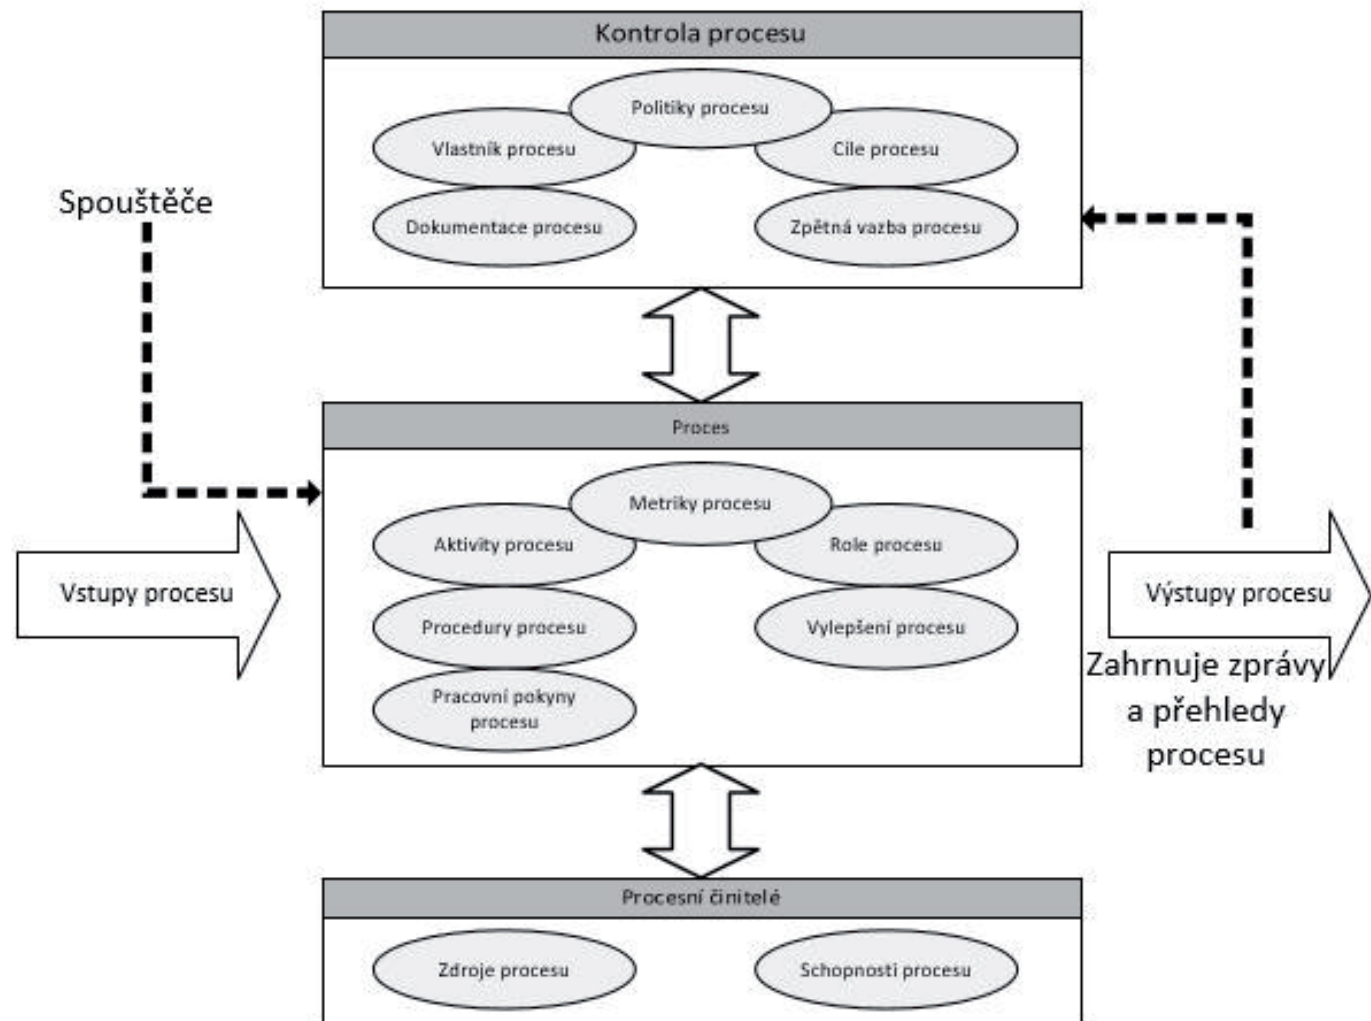 Kontrola procesu
Politiky procesu
Vlastník procesu
Cíle procesu
Dokumentace procesu
Zpětná vazba procesu
Spouštěče
Proces
Metriky procesu
Aktivity procesu
Role procesu
Procedury procesu
Vylepšení procesu
Pracovní pokyny
procesu
Vstupy procesu
Výstupy procesu
Zahrnuje zprávy
a přehledy
procesu
Procesní činitelé
Zdroje procesu
Schopnosti procesu